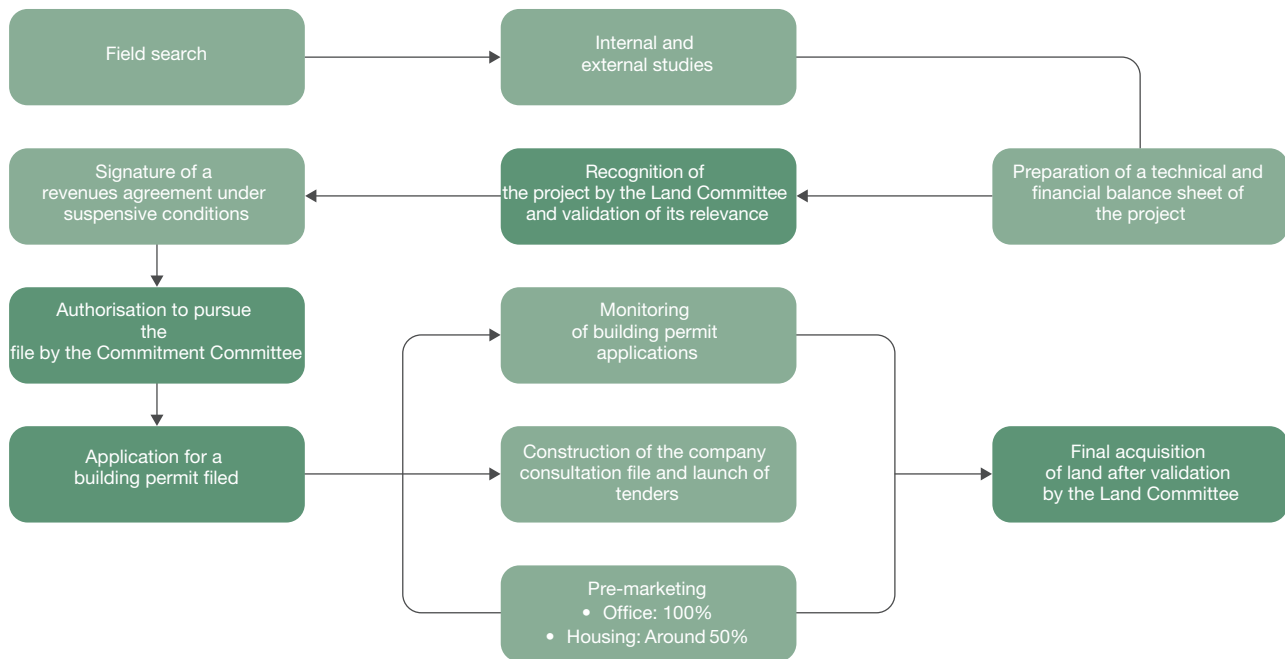 Field search
Internal and
external studies
Signature of a
revenues agreement under
suspensive conditions
Recognition of
the project by the Land Committee
and validation of its relevance
Preparation of a technical and
financial balance sheet of
the project
Authorisation to pursue
the
file by the Commitment Committee
Monitoring
of building permit
applications
Application for a
building permit filed
Construction of the company
consultation file and launch of
tenders
Final acquisition
of land after validation
by the Land Committee
Pre-marketing
• Office: 100%
• Housing: Around 50%